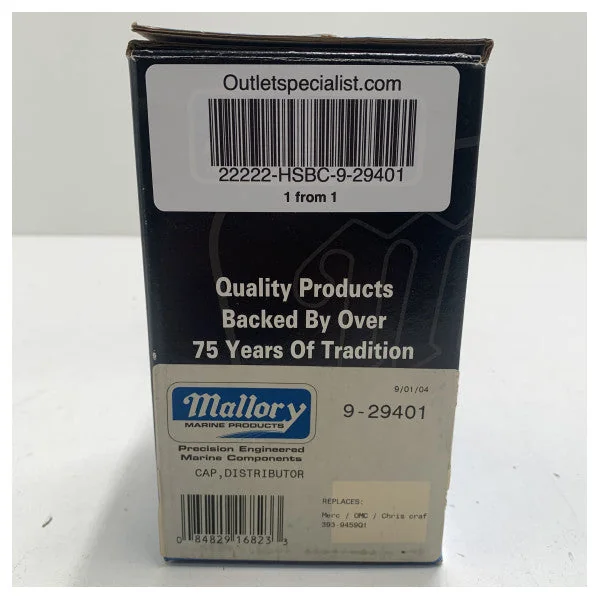 Outletspecialist.com
22222-HSBC-9-29401
1 from 1
Quality Products
Backed By Over
75 Years Of Tradition
9/01/04
Mallory
MARINE PRODUCTS
9-29401
Precision Engineered
Marine Components
CAP,DISTRIBUTOR
REPLACES:
Merc / OMC / Chris craf
393-9459Q1
0 84829 16823 3